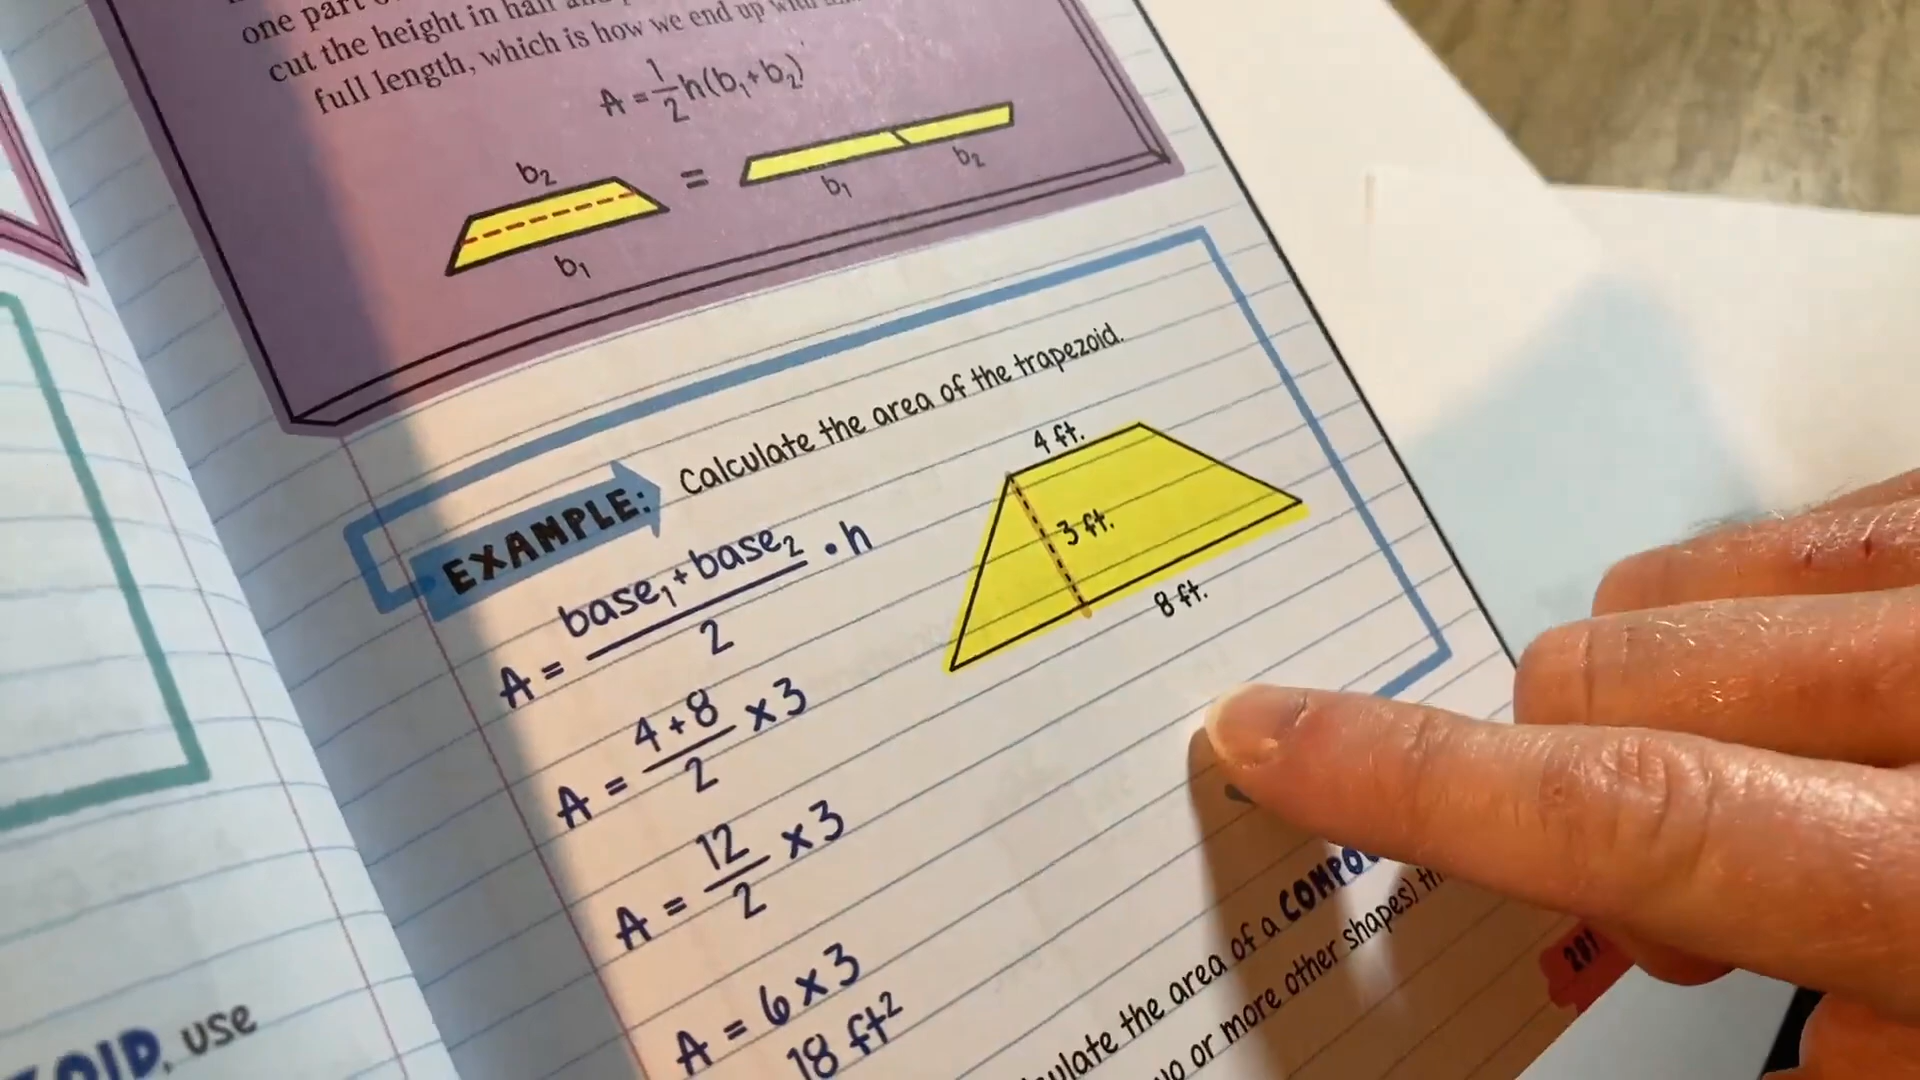 one part
cut the height in half
full length, which is how we end up with
A = 1/2 h(b₁+b₂)
b₂
=
b₁
b₁
b₂
EXAMPLE: Calculate the area of the trapezoid.
A = base₁ + base₂ / 2 • h
4 ft.
3 ft.
8 ft.
A = 4+8 / 2 x 3
A = 12 / 2 x 3
A = 6 x 3
18 ft²
the area of a
or more other shapes)
201
, use